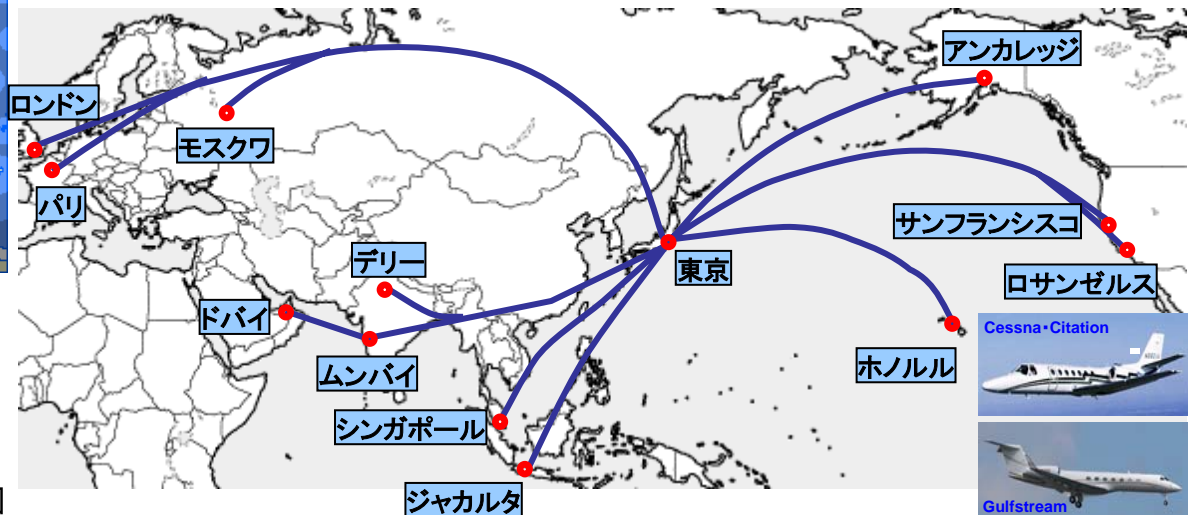 アンカレッジ
ロンドン
モスクワ
パリ
サンフランシスコ
デリー
東京
ロサンゼルス
ドバイ
Cessna・Citation
ムンバイ
ホノルル
シンガポール
ジャカルタ
Gulfstream